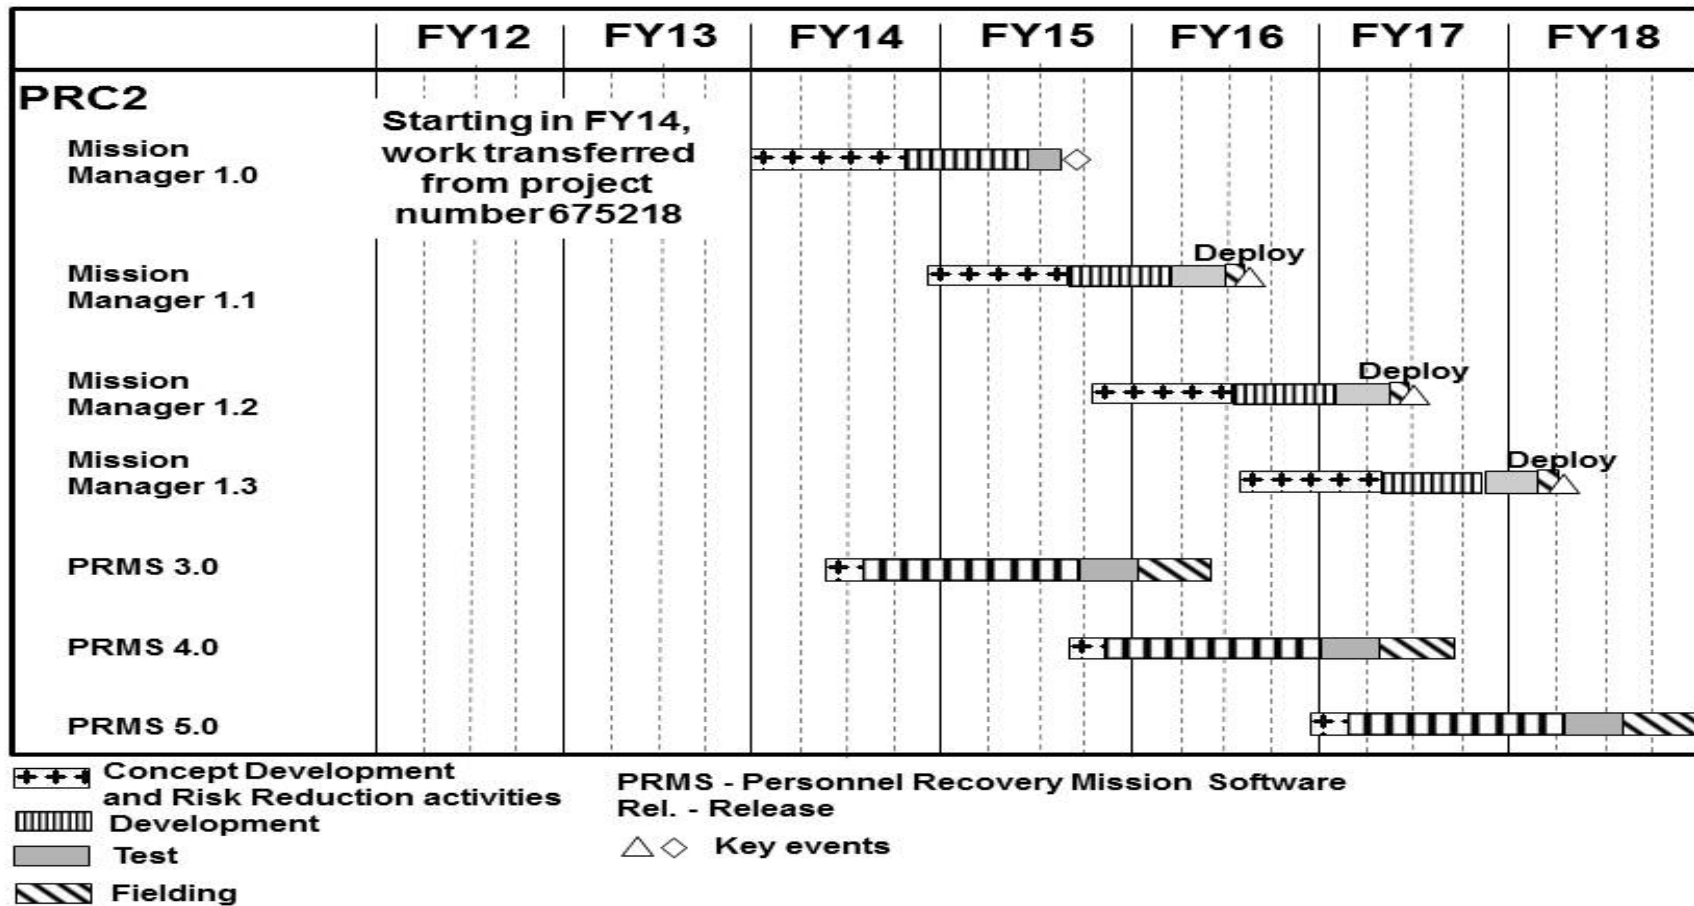 FY12 FY13 FY14 FY15 FY16 FY17 FY18
PRC2
Starting in FY14,
work transferred
from project
number 675218
Mission
Manager 1.0
Deploy
Mission
Manager 1.1
Deploy
Mission
Manager 1.2
Deploy
Mission
Manager 1.3
PRMS 3.0
PRMS 4.0
PRMS 5.0
Concept Development
and Risk Reduction activities
Development
Test
Fielding
PRMS - Personnel Recovery Mission Software
Rel. - Release
Key events